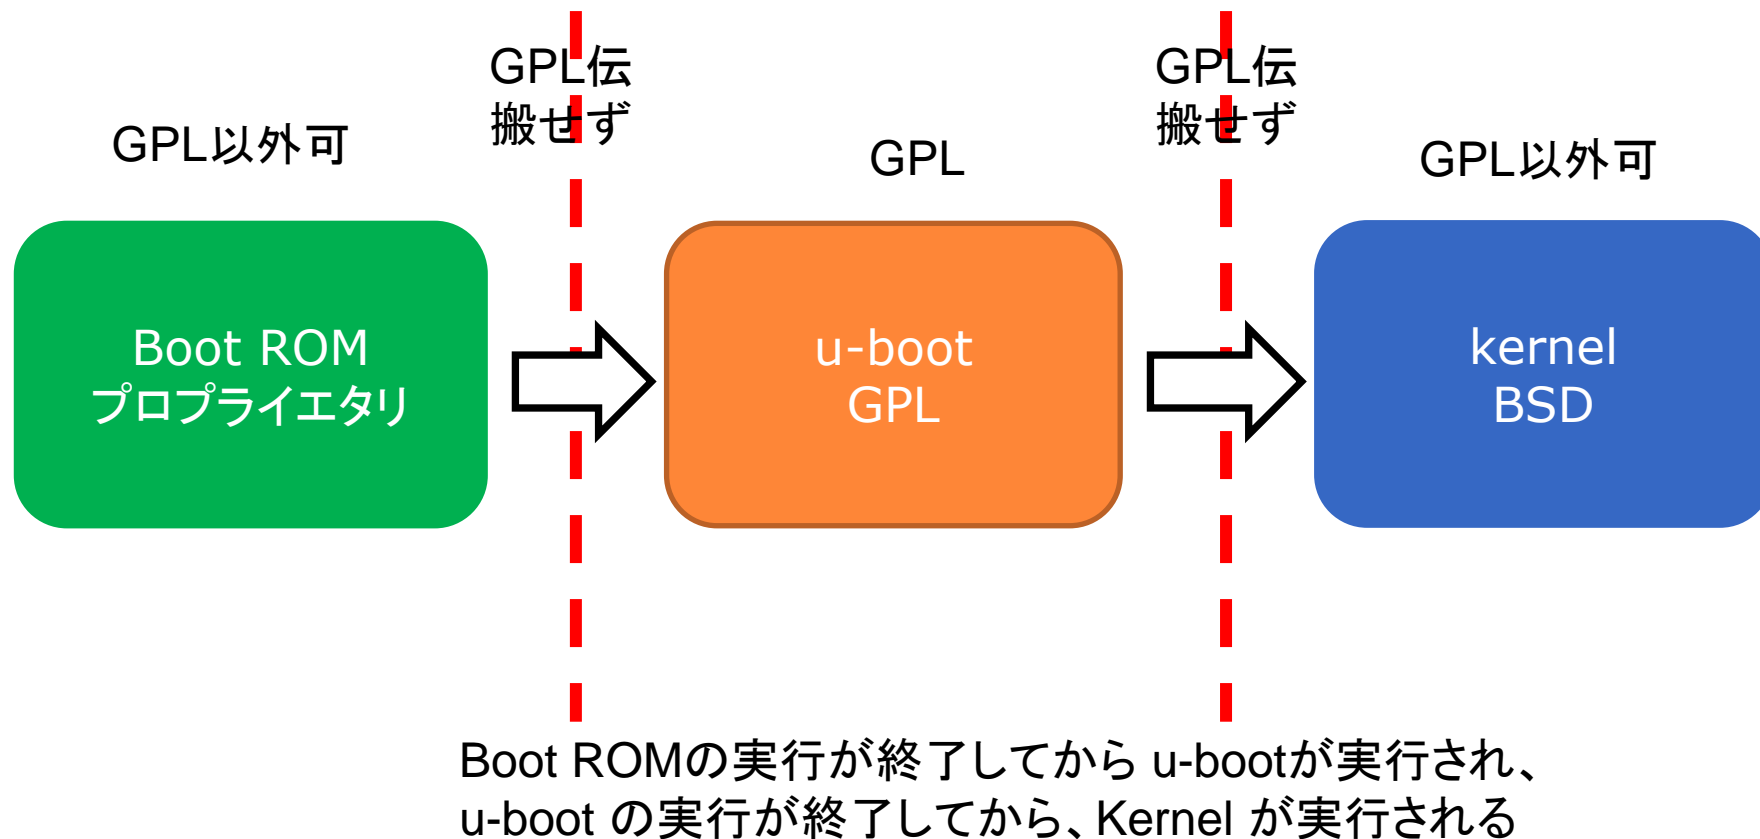 GPL以外可
GPL伝
搬せず
GPL
GPL伝
搬せず
GPL以外可
Boot ROM
プロプライエタリ
u-boot
GPL
kernel
BSD
Boot ROMの実行が終了してから u-bootが実行され、
u-boot の実行が終了してから、Kernel が実行される